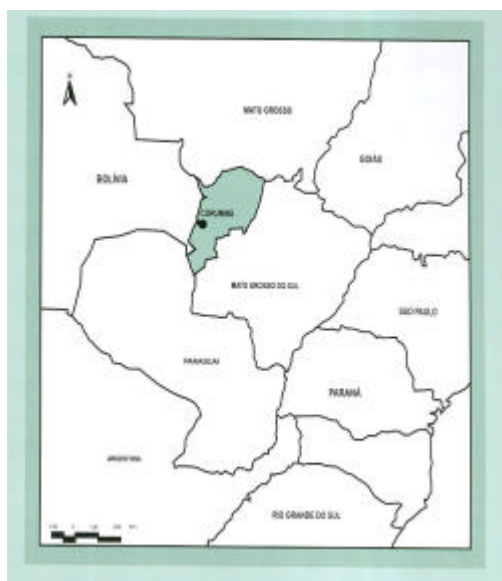 MATO GROSSO
GOIÁS
BOLÍVIA
CORUMBÁ
MATO GROSSO DO SUL
SÃO PAULO
PARAGUAI
PARANÁ
ARGENTINA
RIO GRANDE DO SUL